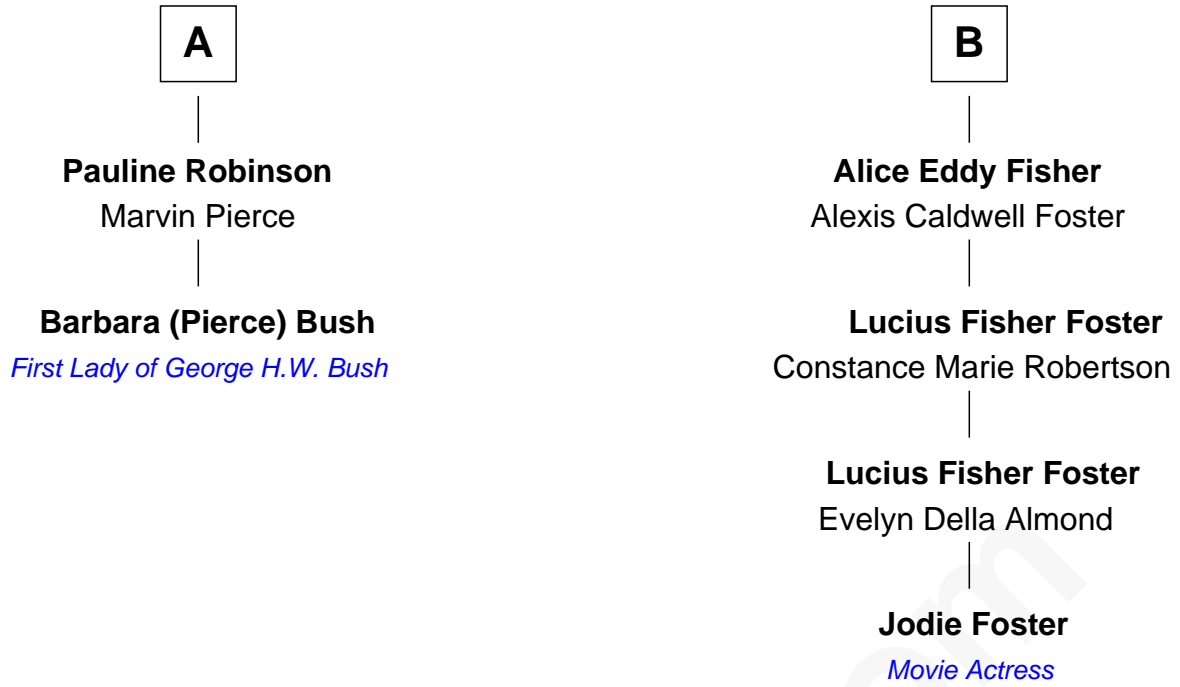 A
Pauline Robinson
Marvin Pierce
Barbara (Pierce) Bush
First Lady of George H.W. Bush
B
Alice Eddy Fisher
Alexis Caldwell Foster
Lucius Fisher Foster
Constance Marie Robertson
Lucius Fisher Foster
Evelyn Della Almond
Jodie Foster
Movie Actress